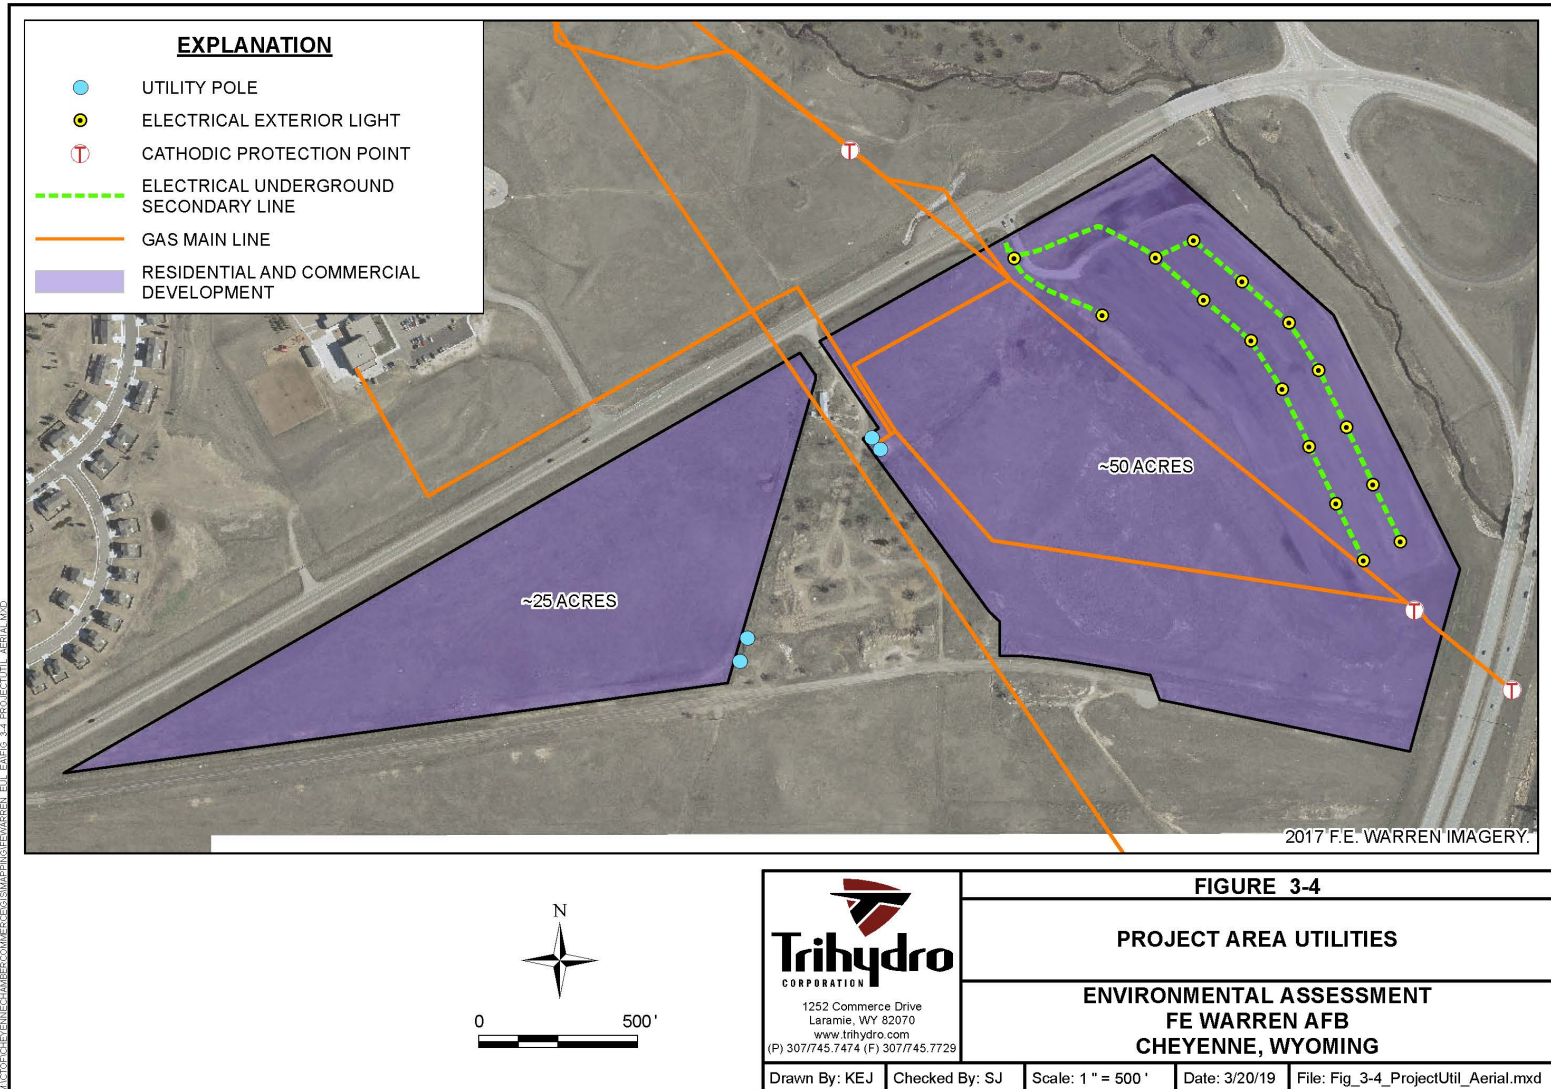 EXPLANATION
UTILITY POLE
ELECTRICAL EXTERIOR LIGHT
T
CATHODIC PROTECTION POINT
ELECTRICAL UNDERGROUND
SECONDARY LINE
GAS MAIN LINE
RESIDENTIAL AND COMMERCIAL
DEVELOPMENT
T
~50 ACRES
~25 ACRES
T
T
2017 F.E. WARREN IMAGERY.
N
0 500'
Trihydro
CORPORATION
1252 Commerce Drive
Laramie, WY 82070
www.trihydro.com
(P) 307/745.7474 (F) 307/745.7729
FIGURE 3-4
PROJECT AREA UTILITIES
ENVIRONMENTAL ASSESSMENT
FE WARREN AFB
CHEYENNE, WYOMING
Drawn By: KEJ Checked By: SJ Scale: 1 " = 500 ' Date: 3/20/19 File: Fig_3-4_ProjectUtil_Aerial.mxd